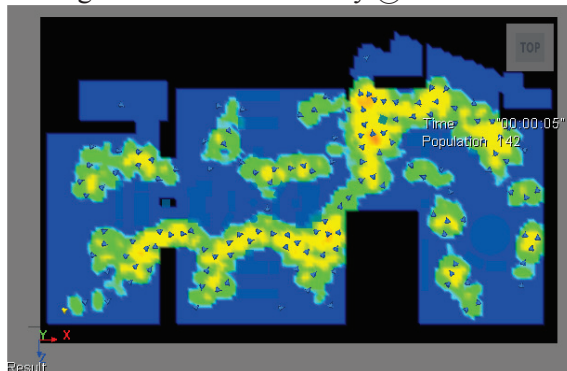 TOP
Time "00:00:05"
Population 142
Y X
Z
Result